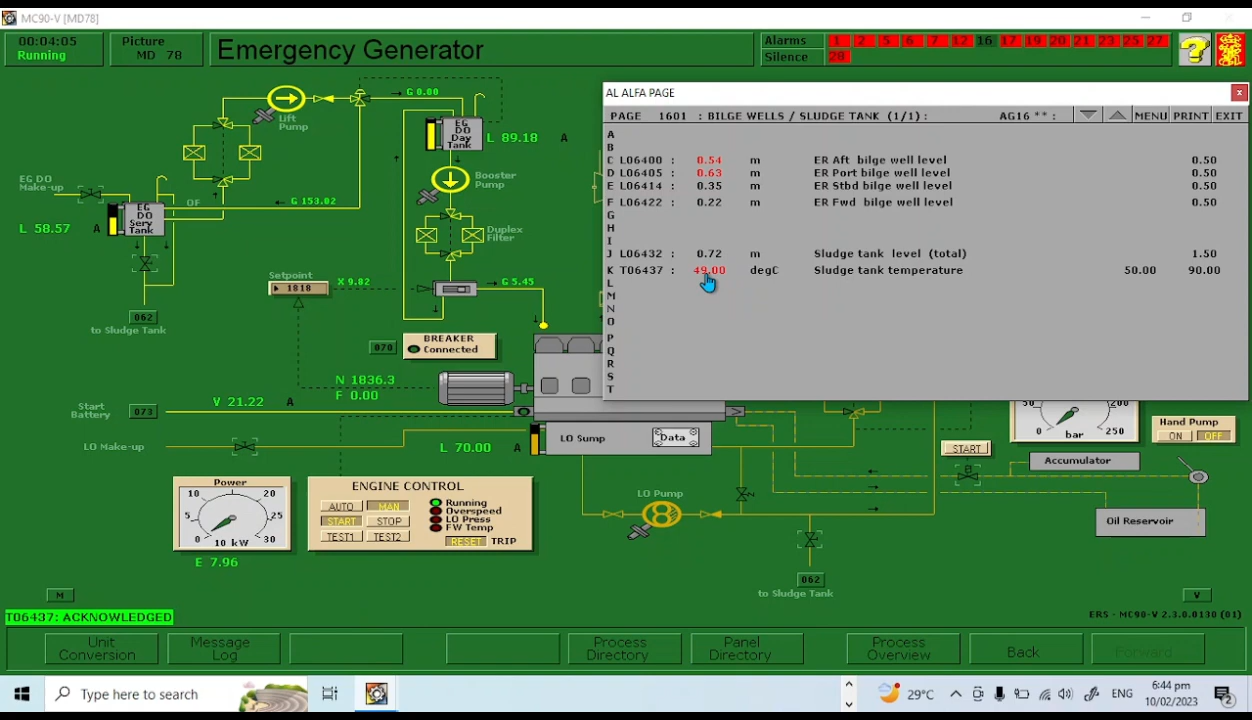 MC90-V [MD78]
00:04:05
Running
Picture
MD 78
Emergency Generator
Alarms
1 2 5 6 7 12 16 17 19 20 21 23 25 27
Silence
28
?
AL ALFA PAGE
x
PAGE 1601 : BILGE WELLS / SLUDGE TANK (1/1) : AG16 ** : MENU PRINT EXIT
A
B
C L06400 : 0.54 m ER Aft bilge well level 0.50
D L06405 : 0.63 m ER Port bilge well level 0.50
E L06414 : 0.35 m ER Stbd bilge well level 0.50
F L06422 : 0.22 m ER Fwd bilge well level 0.50
G
H
I
J L06432 : 0.72 m Sludge tank level (total) 1.50
K T06437 : 49.00 degC Sludge tank temperature 50.00 90.00
L
M
N
O
P
Q
R
S
T
Lift
Pump
G 0.00
EG
DO
Day
Tank
L 89.18 A
Booster
Pump
EG DO
Make-up
OF
G 153.02
EG
DO
Serv
Tank
L 58.57 A
Duplex
Filter
Setpoint
1818
X 9.82
G 5.45
062
to Sludge Tank
070
BREAKER
Connected
N 1836.3
F 0.00
Start
Battery
073
V 21.22 A
LO Make-up
L 70.00 A
LO Sump
Data
50 200
0 250
bar
Hand Pump
ON OFF
START
Accumulator
Oil Reservoir
LO Pump
Power
10 20
5 25
0 30
10 kW
E 7.96
ENGINE CONTROL
AUTO MAN
START STOP
TEST1 TEST2
Running
Overspeed
LO Press
FW Temp
RESET TRIP
062
to Sludge Tank
M
V
T06437: ACKNOWLEDGED
ERS - MC90-V 2.3.0.0130 (01)
Unit
Conversion
Message
Log
Process
Directory
Panel
Directory
Process
Overview
Back
Forward
Type here to search
29°C
ENG
6:44 pm
10/02/2023
2